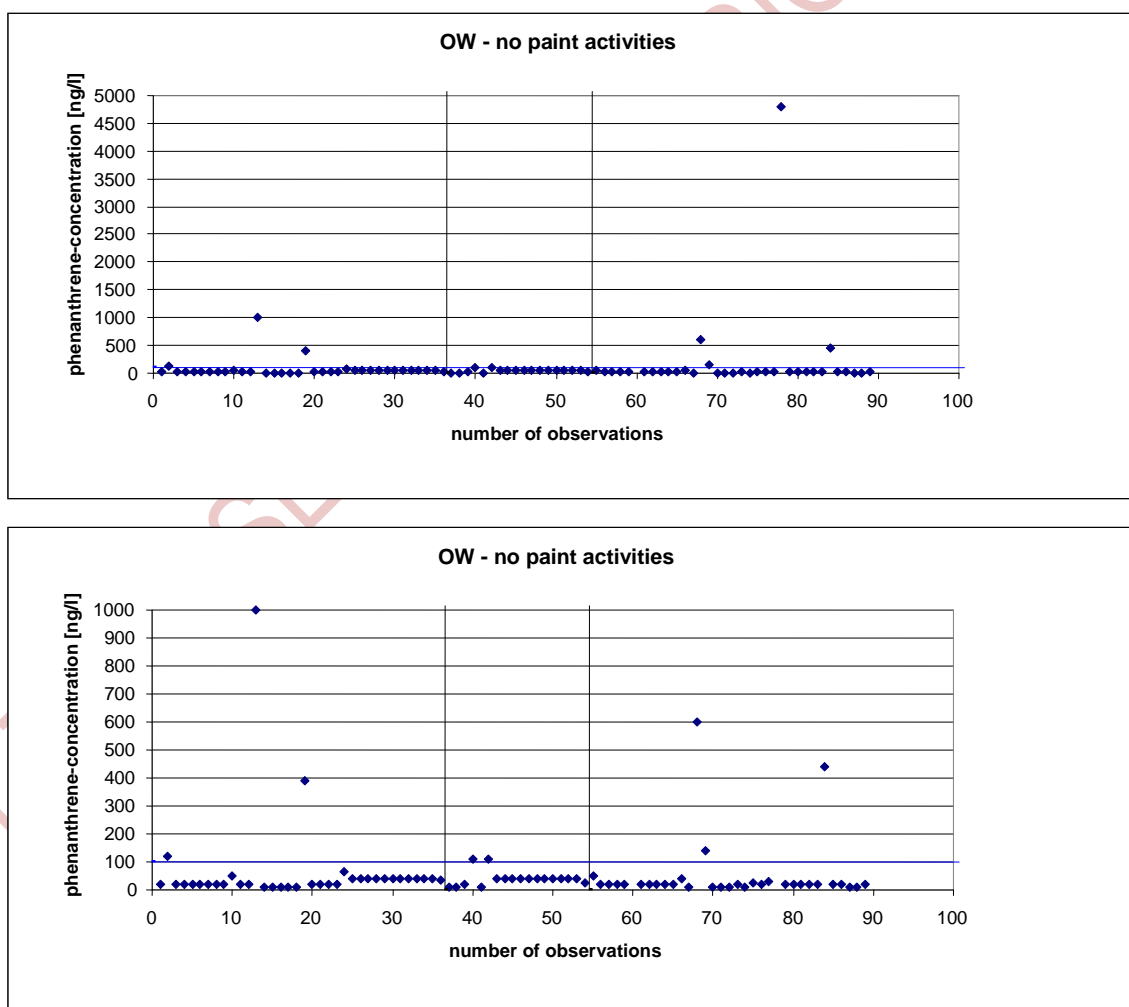 OW - no paint activities
phenanthrene-concentration [ng/l]
5000
4500
4000
3500
3000
2500
2000
1500
1000
500
0
0 10 20 30 40 50 60 70 80 90 100
number of observations
OW - no paint activities
phenanthrene-concentration [ng/l]
1000
900
800
700
600
500
400
300
200
100
0
0 10 20 30 40 50 60 70 80 90 100
number of observations